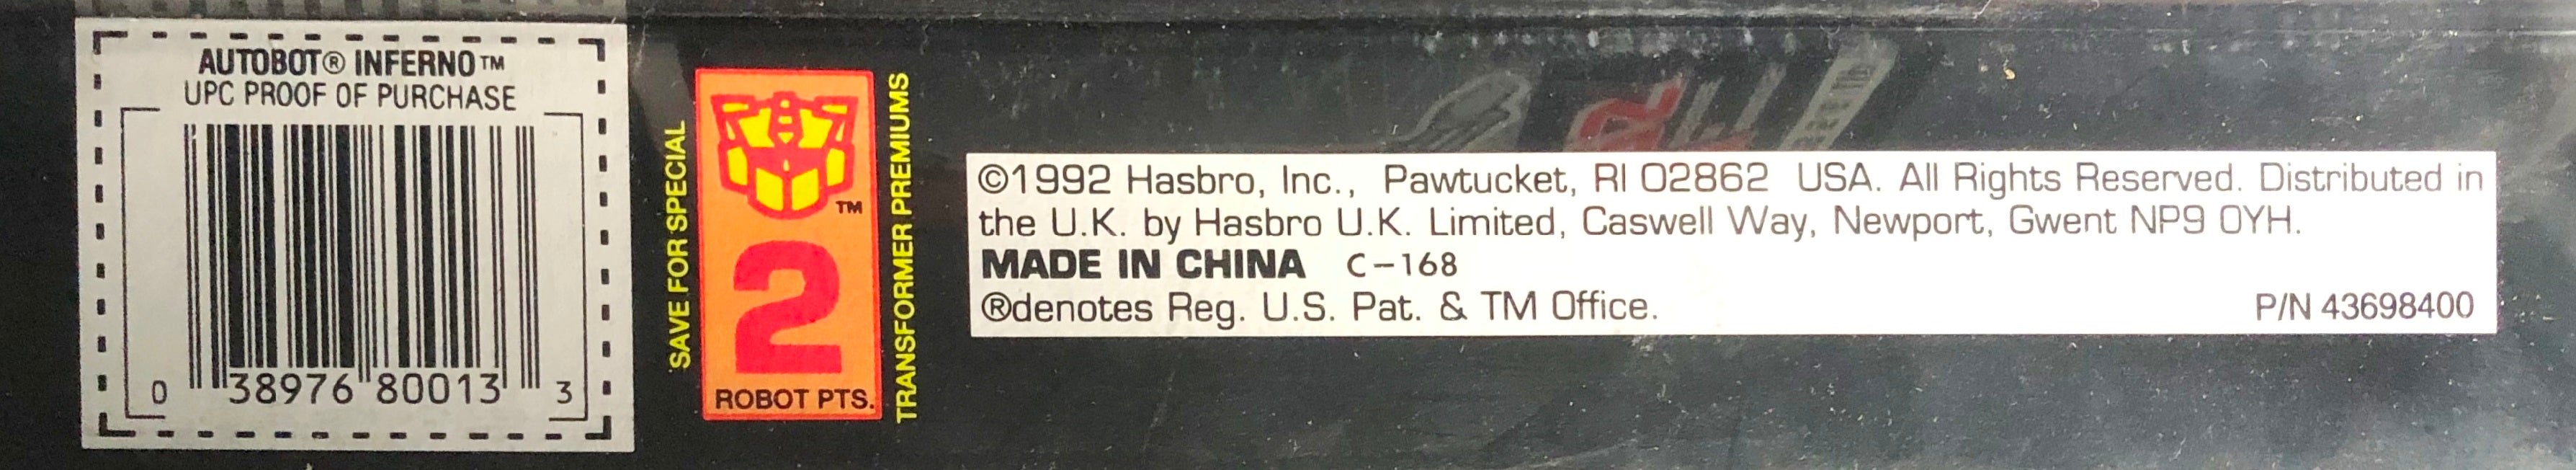 AUTOBOT® INFERNO™
UPC PROOF OF PURCHASE
0 38976 80013 3
SAVE FOR SPECIAL
TM
2
ROBOT PTS.
TRANSFORMER PREMIUMS
©1992 Hasbro, Inc., Pawtucket, RI 02862 USA. All Rights Reserved. Distributed in
the U.K. by Hasbro U.K. Limited, Caswell Way, Newport, Gwent NP9 0YH.
MADE IN CHINA C-168
®denotes Reg. U.S. Pat. & TM Office.
P/N 43698400